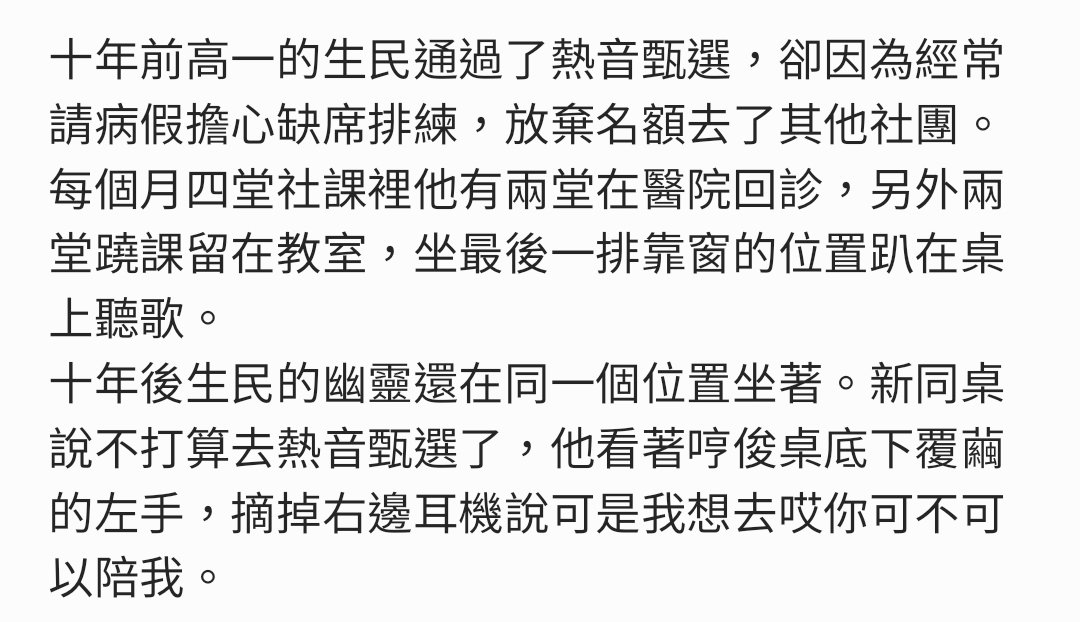 十年前高一的生民通過了熱音甄選，卻因為經常
請病假擔心缺席排練，放棄名額去了其他社團。
每個月四堂社課裡他有兩堂在醫院回診，另外兩
堂蹺課留在教室，坐最後一排靠窗的位置趴在桌
上聽歌。
十年後生民的幽靈還在同一個位置坐著。新同桌
說不打算去熱音甄選了，他看著哼俊桌底下覆繭
的左手，摘掉右邊耳機說可是我想去哎你可不可
以陪我。